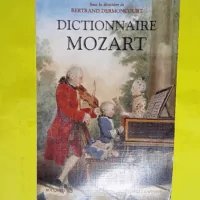 Sous la direction de
BERTRAND DERMONCOURT
DICTIONNAIRE
MOZART